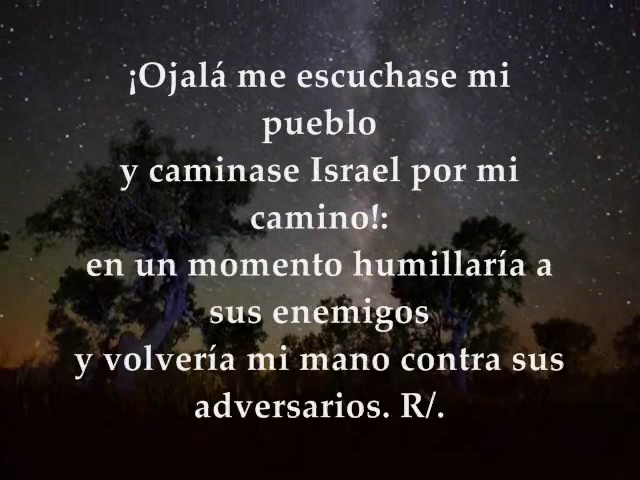 ¡Ojalá me escuchase mi
pueblo
y caminase Israel por mi
camino!:
en un momento humillaría a
sus enemigos
y volvería mi mano contra sus
adversarios. R/.